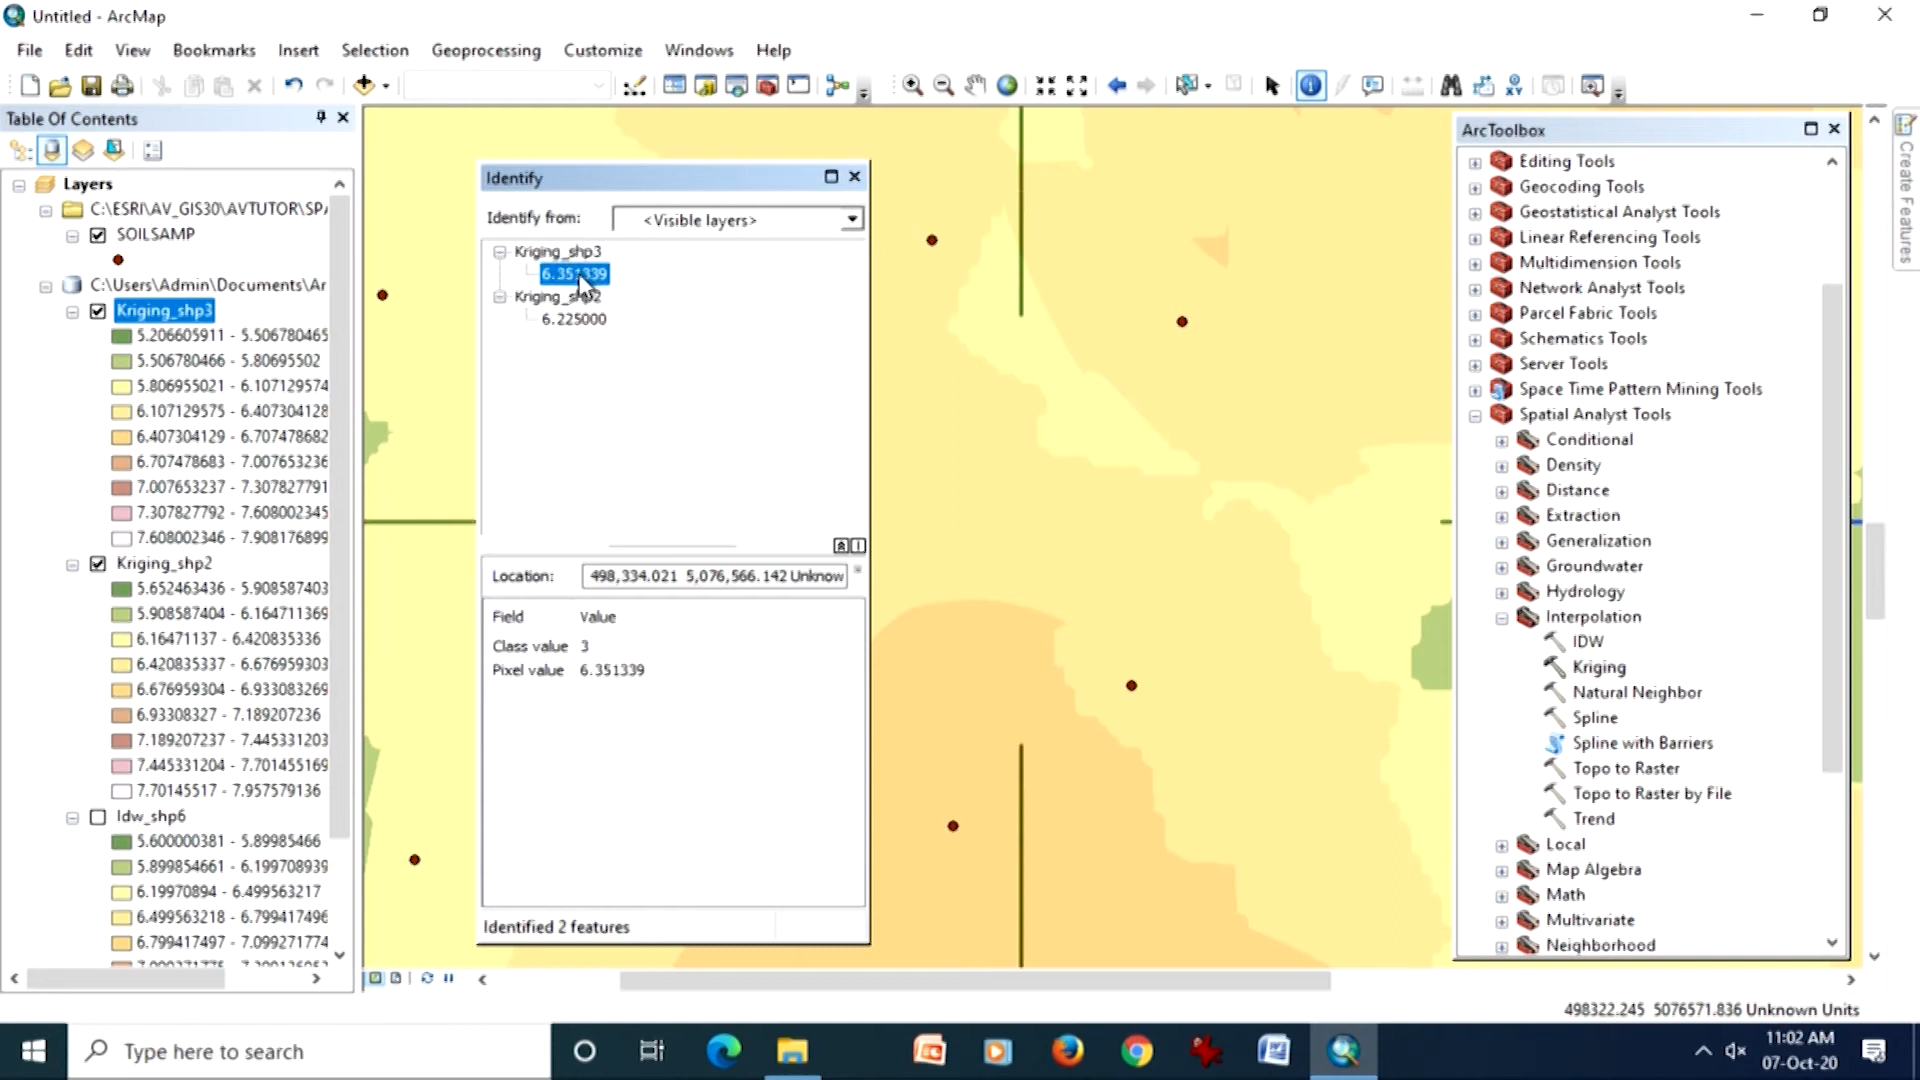 Untitled - ArcMap
File Edit View Bookmarks Insert Selection Geoprocessing Customize Windows Help
Table Of Contents
Layers
C:\ESRI\AV_GIS30\AVTUTOR\SPA
SOILSAMP
C:\Users\Admin\Documents\Ar
Kriging_shp3
5.206605911 - 5.506780465
5.506780466 - 5.80695502
5.806955021 - 6.107129574
6.107129575 - 6.407304128
6.407304129 - 6.707478682
6.707478683 - 7.007653236
7.007653237 - 7.307827791
7.307827792 - 7.608002345
7.608002346 - 7.908176899
Kriging_shp2
5.652463436 - 5.908587403
5.908587404 - 6.164711369
6.16471137 - 6.420835336
6.420835337 - 6.676959303
6.676959304 - 6.933083269
6.93308327 - 7.189207236
7.189207237 - 7.445331203
7.445331204 - 7.701455169
7.70145517 - 7.957579136
Idw_shp6
5.600000381 - 5.89985466
5.899854661 - 6.199708939
6.19970894 - 6.499563217
6.499563218 - 6.799417496
6.799417497 - 7.099271774
Identify
Identify from: <Visible layers>
Kriging_shp3
6.351339
Kriging_shp2
6.225000
Location: 498,334.021 5,076,566.142 Unknow
Field Value
Class value 3
Pixel value 6.351339
Identified 2 features
ArcToolbox
Editing Tools
Geocoding Tools
Geostatistical Analyst Tools
Linear Referencing Tools
Multidimension Tools
Network Analyst Tools
Parcel Fabric Tools
Schematics Tools
Server Tools
Space Time Pattern Mining Tools
Spatial Analyst Tools
Conditional
Density
Distance
Extraction
Generalization
Groundwater
Hydrology
Interpolation
IDW
Kriging
Natural Neighbor
Spline
Spline with Barriers
Topo to Raster
Topo to Raster by File
Trend
Local
Map Algebra
Math
Multivariate
Neighborhood
Create Features
498322.245 5076571.836 Unknown Units
Type here to search
11:02 AM
07-Oct-20